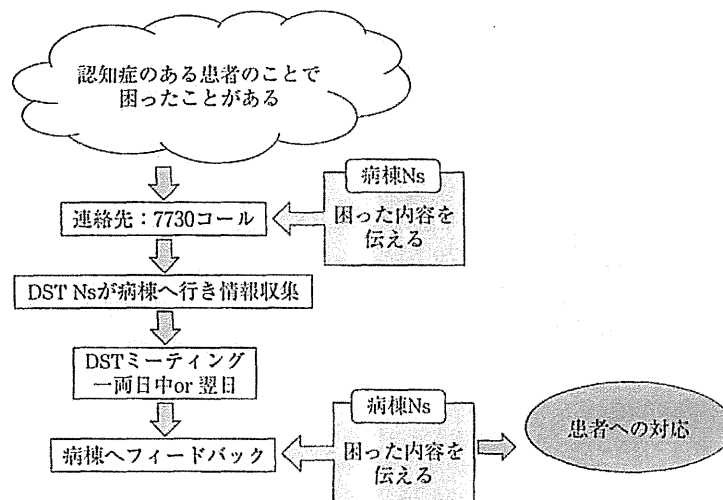 認知症のある患者のことで
困ったことがある
病棟Ns
連絡先：7730コール
困った内容を
伝える
DST Nsが病棟へ行き情報収集
DSTミーティング
一両日中or 翌日
病棟Ns
病棟へフィードバック
困った内容を
伝える
患者への対応